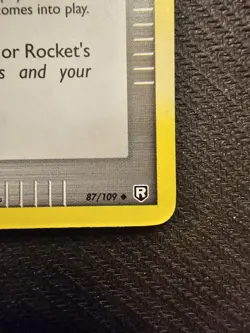 comes into play.
or Rocket's
s and your
87/109 ◆ R